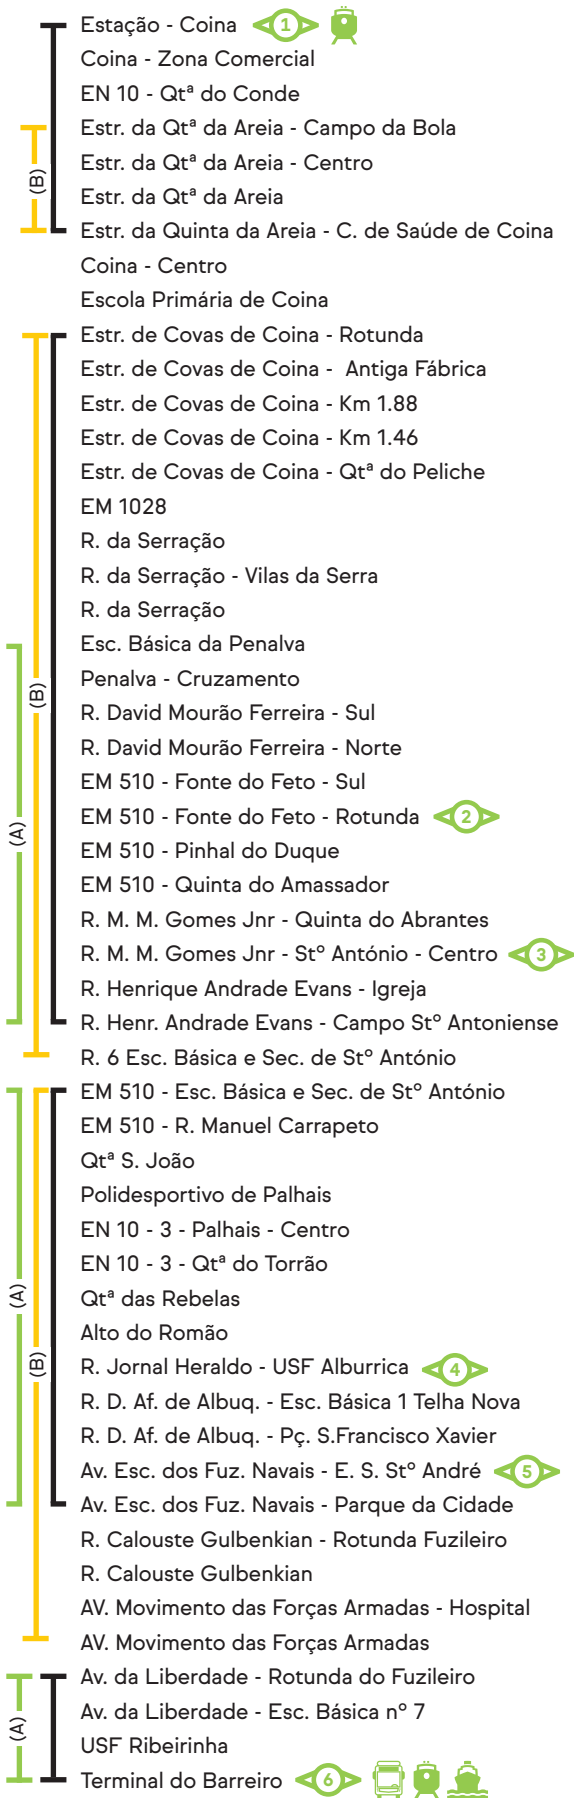 Estação - Coina 1
Coina - Zona Comercial
EN 10 - Qtª do Conde
Estr. da Qtª da Areia - Campo da Bola
Estr. da Qtª da Areia - Centro
(B)
Estr. da Qtª da Areia
Estr. da Quinta da Areia - C. de Saúde de Coina
Coina - Centro
Escola Primária de Coina
Estr. de Covas de Coina - Rotunda
Estr. de Covas de Coina - Antiga Fábrica
Estr. de Covas de Coina - Km 1.88
Estr. de Covas de Coina - Km 1.46
Estr. de Covas de Coina - Qtª do Peliche
EM 1028
R. da Serração
R. da Serração - Vilas da Serra
R. da Serração
Esc. Básica da Penalva
Penalva - Cruzamento
(B)
R. David Mourão Ferreira - Sul
R. David Mourão Ferreira - Norte
EM 510 - Fonte do Feto - Sul
EM 510 - Fonte do Feto - Rotunda 2
(A)
EM 510 - Pinhal do Duque
EM 510 - Quinta do Amassador
R. M. M. Gomes Jnr - Quinta do Abrantes
R. M. M. Gomes Jnr - Stº António - Centro 3
R. Henrique Andrade Evans - Igreja
R. Henr. Andrade Evans - Campo Stº Antoniense
R. 6 Esc. Básica e Sec. de Stº António
EM 510 - Esc. Básica e Sec. de Stº António
EM 510 - R. Manuel Carrapeto
Qtª S. João
Polidesportivo de Palhais
EN 10 - 3 - Palhais - Centro
EN 10 - 3 - Qtª do Torrão
(A)
Qtª das Rebelas
Alto do Romão
(B)
R. Jornal Heraldo - USF Alburrica 4
R. D. Af. de Albuq. - Esc. Básica 1 Telha Nova
R. D. Af. de Albuq. - Pç. S.Francisco Xavier
Av. Esc. dos Fuz. Navais - E. S. Stº André 5
Av. Esc. dos Fuz. Navais - Parque da Cidade
R. Calouste Gulbenkian - Rotunda Fuzileiro
R. Calouste Gulbenkian
AV. Movimento das Forças Armadas - Hospital
AV. Movimento das Forças Armadas
Av. da Liberdade - Rotunda do Fuzileiro
Av. da Liberdade - Esc. Básica nº 7
(A)
USF Ribeirinha
Terminal do Barreiro 6